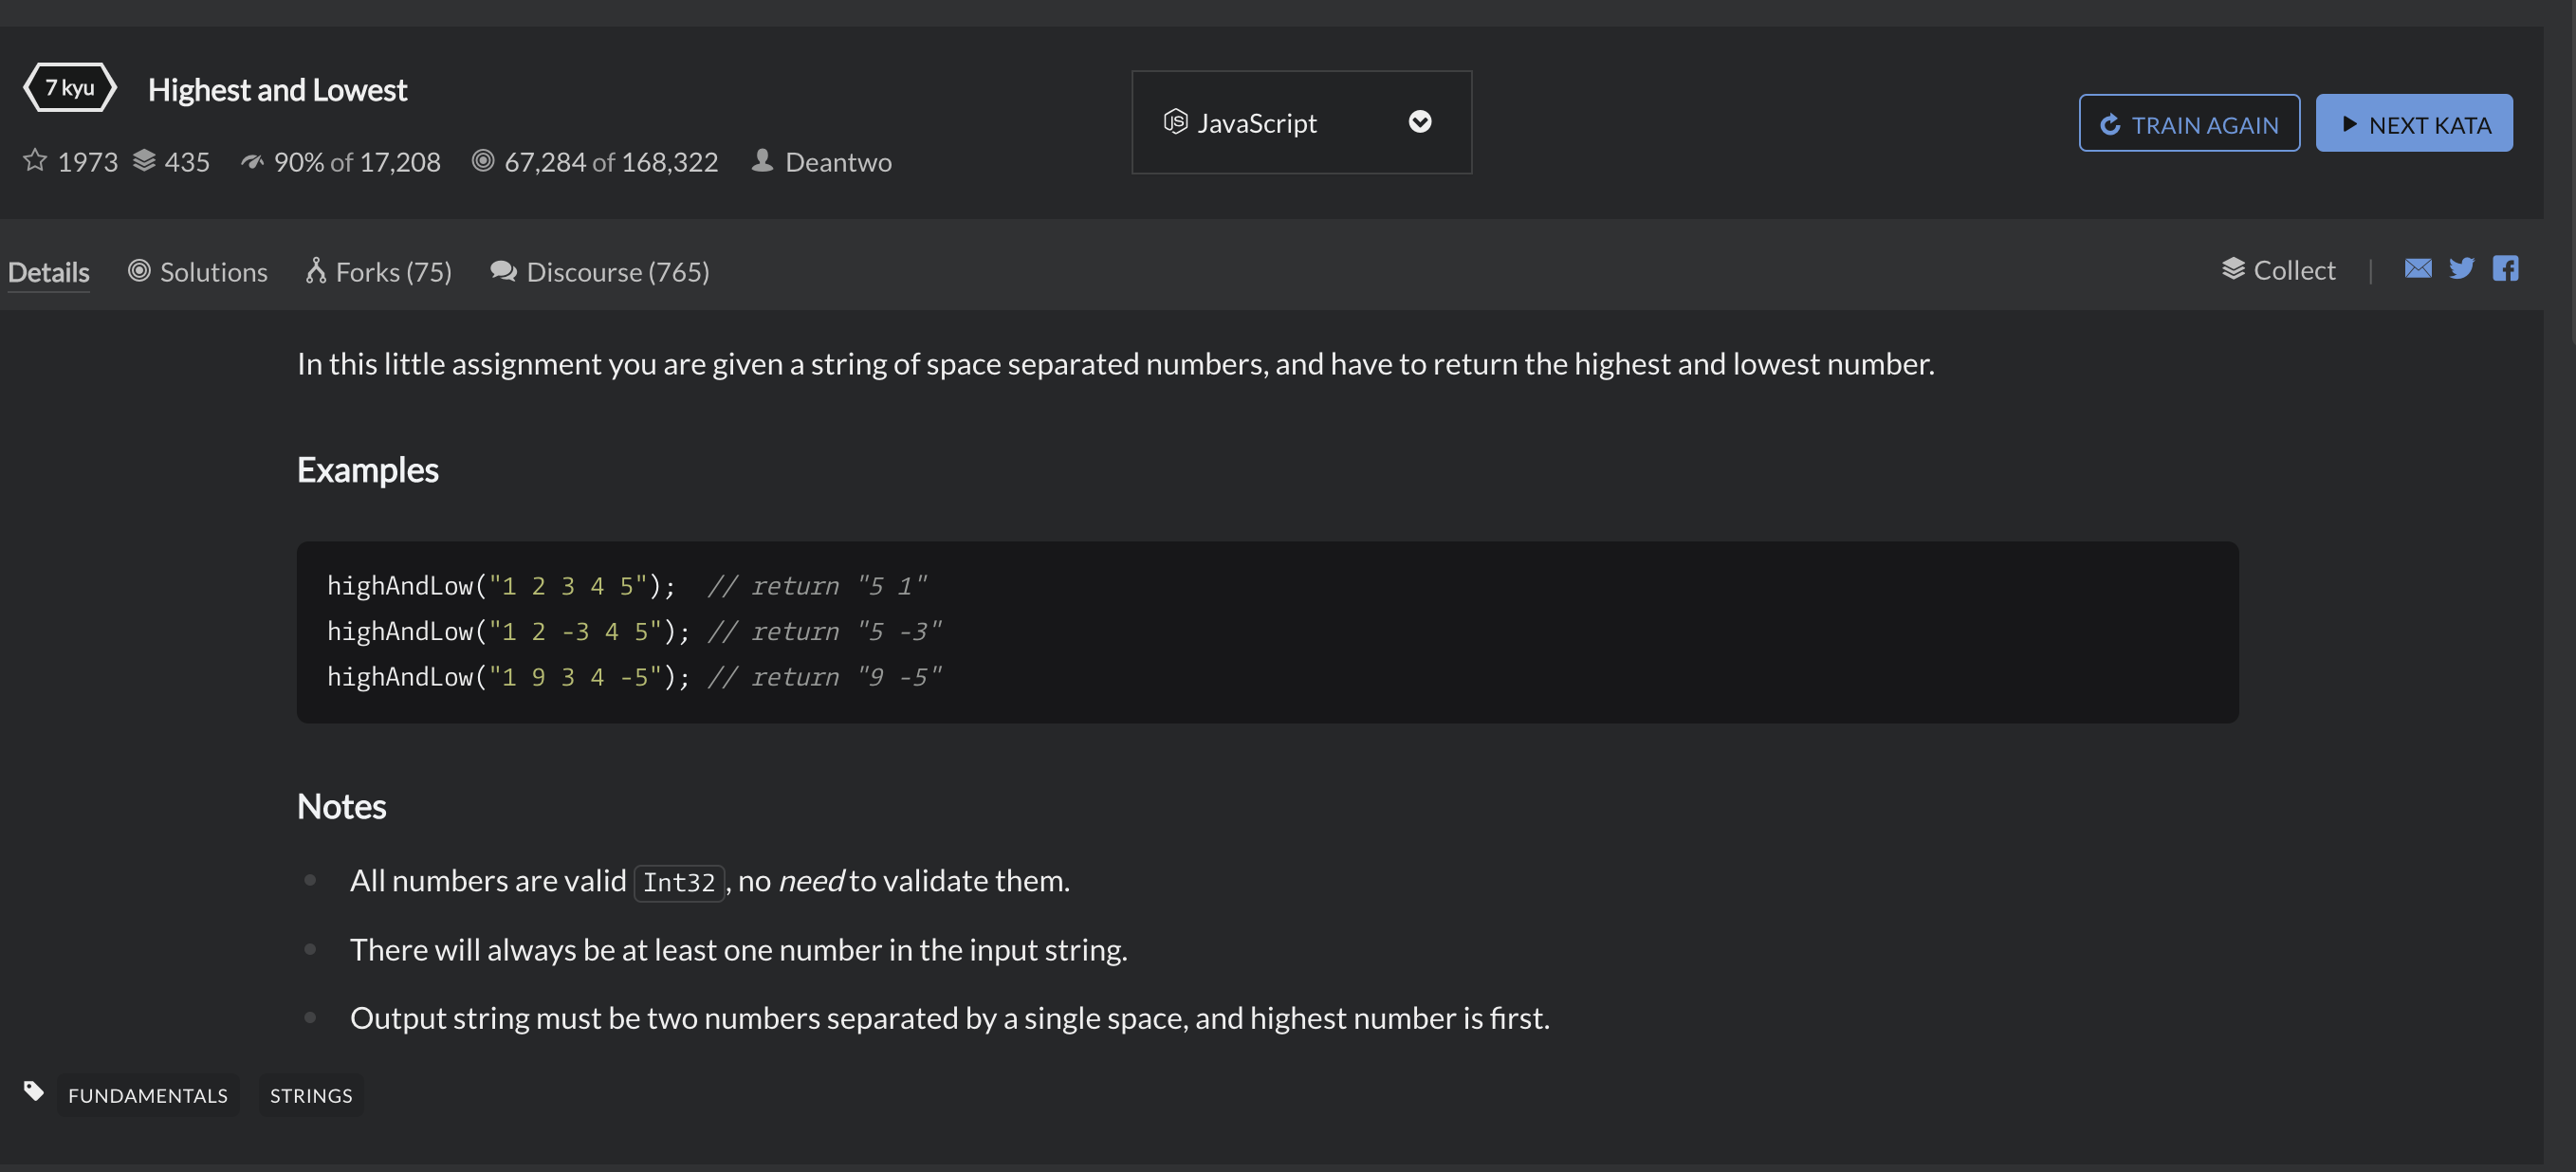 7 kyu Highest and Lowest
1973 435 90% of 17,208 67,284 of 168,322 Deantwo
JS JavaScript
TRAIN AGAIN
NEXT KATA
Details Solutions Forks (75) Discourse (765)
Collect |
In this little assignment you are given a string of space separated numbers, and have to return the highest and lowest number.
Examples
highAndLow("1 2 3 4 5");  // return "5 1"
highAndLow("1 2 -3 4 5"); // return "5 -3"
highAndLow("1 9 3 4 -5"); // return "9 -5"
Notes
All numbers are valid Int32, no need to validate them.
There will always be at least one number in the input string.
Output string must be two numbers separated by a single space, and highest number is first.
FUNDAMENTALS STRINGS